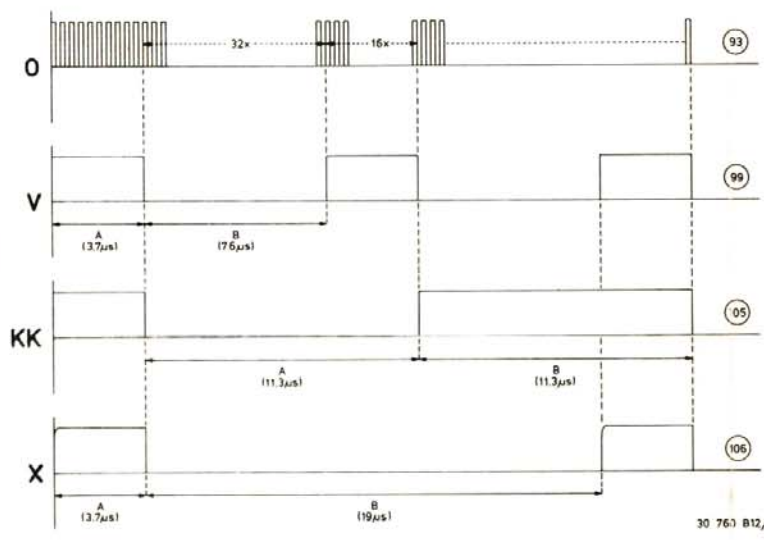 32x 16x 93
O
99
V
A B
(3.7µs) (7.6µs)
105
KK
A B
(11.3µs) (11.3µs)
106
X
A B
(3.7µs) (19µs)
30 760 B12/